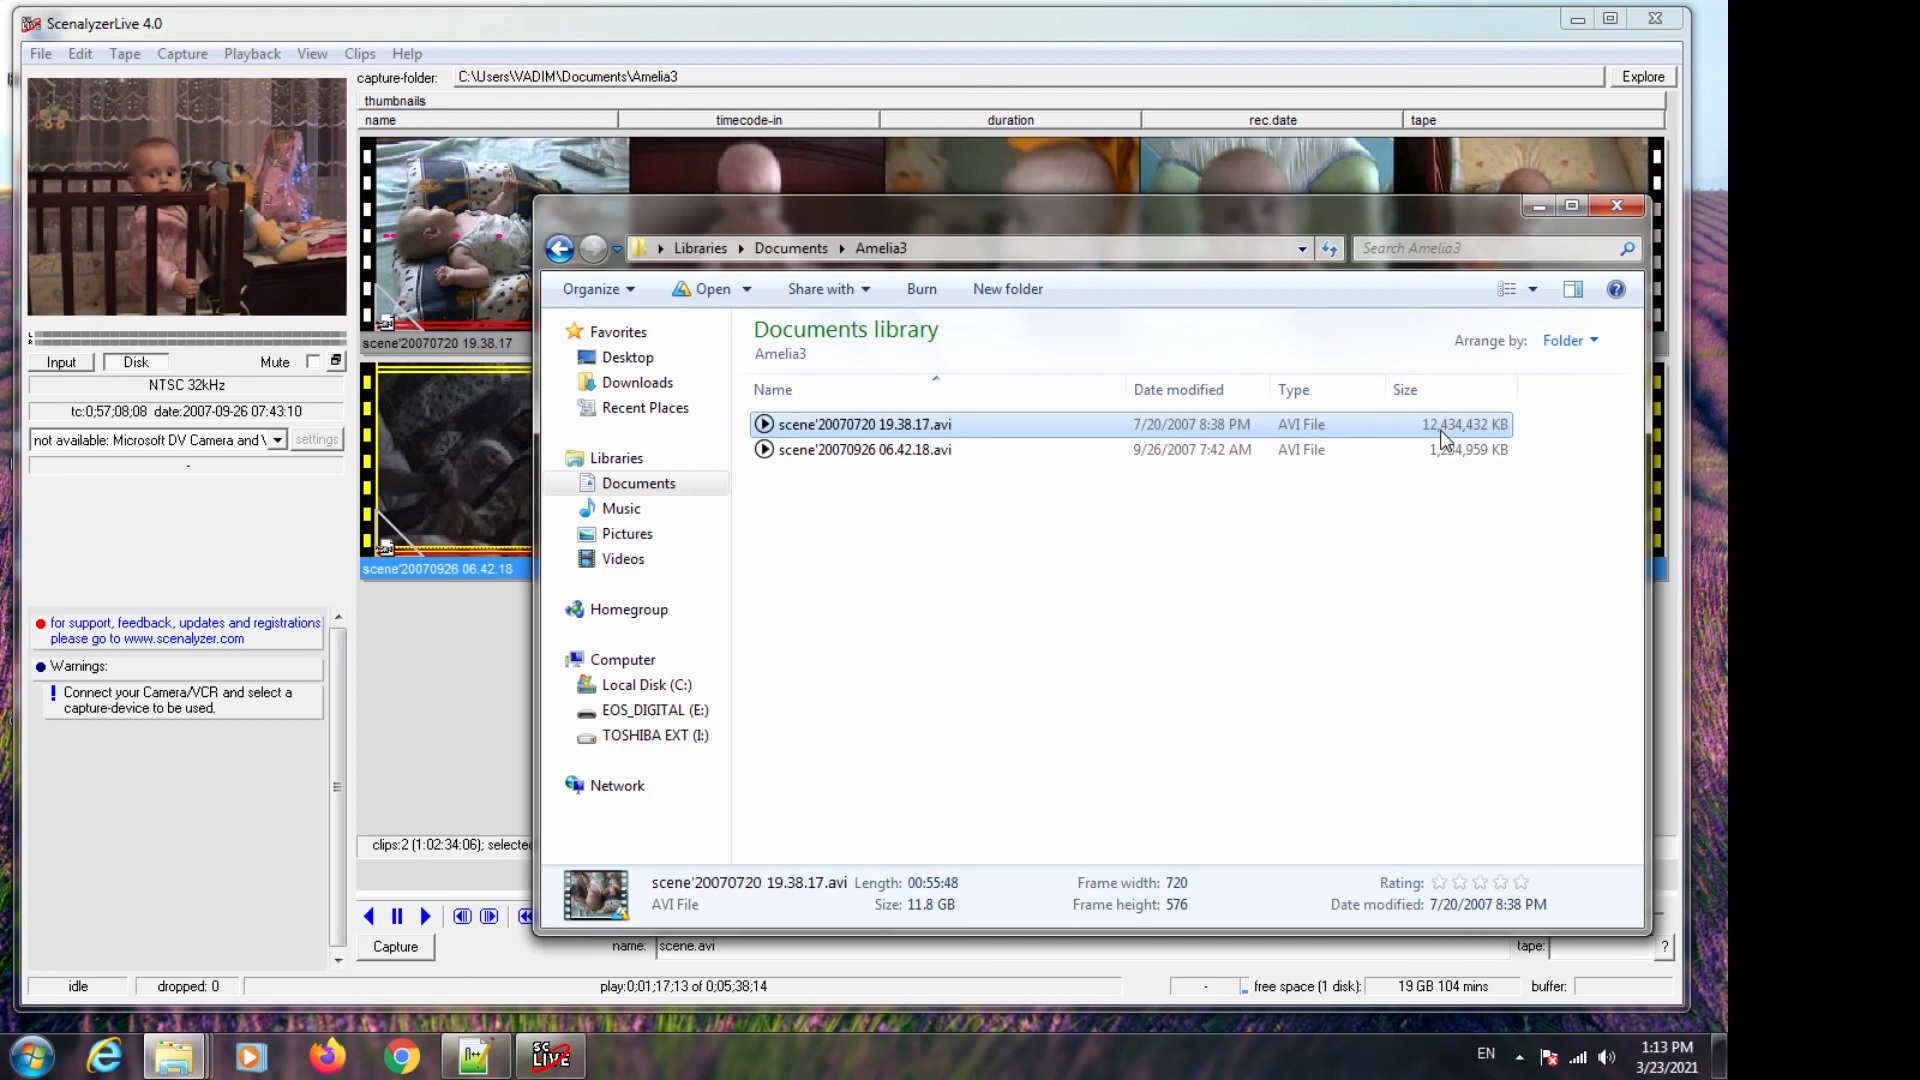 ScenalyzerLive 4.0
File Edit Tape Capture Playback View Clips Help
capture-folder: C:\Users\VADIM\Documents\Amelia3 Explore
thumbnails
name timecode-in duration rec.date tape
scene'20070720 19.38.17
Input Disk Mute
NTSC 32kHz
tc:0;57;08;08 date:2007-09-26 07:43:10
not available: Microsoft DV Camera and settings
-
scene'20070926 06.42.18
for support, feedback, updates and registrations
please go to www.scenalyzer.com
Warnings:
! Connect your Camera/VCR and select a
capture-device to be used.
clips:2 (1:02:34:06); selecte
Capture
name: scene.avi tape: ?
idle dropped: 0 play:0;01;17;13 of 0;05;38;14 - free space (1 disk): 19 GB 104 mins buffer:
Libraries Documents Amelia3 Search Amelia3
Organize Open Share with Burn New folder
Favorites
Desktop
Downloads
Recent Places
Libraries
Documents
Music
Pictures
Videos
Homegroup
Computer
Local Disk (C:)
EOS_DIGITAL (E:)
TOSHIBA EXT (I:)
Network
Documents library
Amelia3
Arrange by: Folder
Name Date modified Type Size
scene'20070720 19.38.17.avi 7/20/2007 8:38 PM AVI File 12,434,432 KB
scene'20070926 06.42.18.avi 9/26/2007 7:42 AM AVI File KB
scene'20070720 19.38.17.avi Length: 00:55:48 Frame width: 720 Rating:
AVI File Size: 11.8 GB Frame height: 576 Date modified: 7/20/2007 8:38 PM
SC LIVE
EN
1:13 PM
3/23/2021